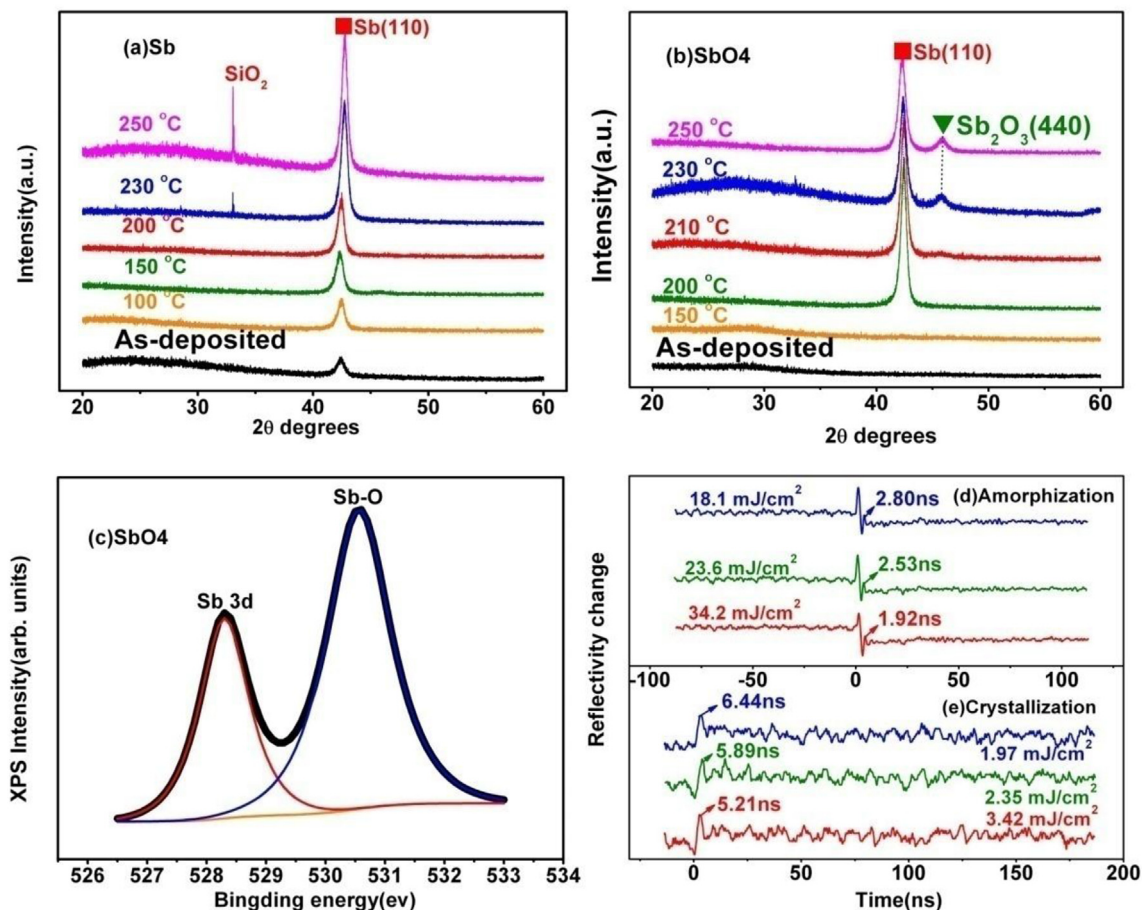 (a)Sb
Sb(110)
SiO2
250 °C
230 °C
200 °C
150 °C
100 °C
As-deposited
Intensity(a.u.)
20 30 40 50 60
2θ degrees
(b)SbO4
Sb(110)
Sb2O3(440)
250 °C
230 °C
210 °C
200 °C
150 °C
As-deposited
Intensity(a.u.)
20 30 40 50 60
2θ degrees
(c)SbO4
Sb-O
Sb 3d
XPS Intensity(arb. units)
526 527 528 529 530 531 532 533 534
Bingding energy(ev)
Reflectivity change
(d)Amorphization
18.1 mJ/cm2
2.80ns
23.6 mJ/cm2
2.53ns
34.2 mJ/cm2
1.92ns
-100 -50 0 50 100
(e)Crystallization
6.44ns
1.97 mJ/cm2
5.89ns
2.35 mJ/cm2
5.21ns
3.42 mJ/cm2
0 50 100 150 200
Time(ns)